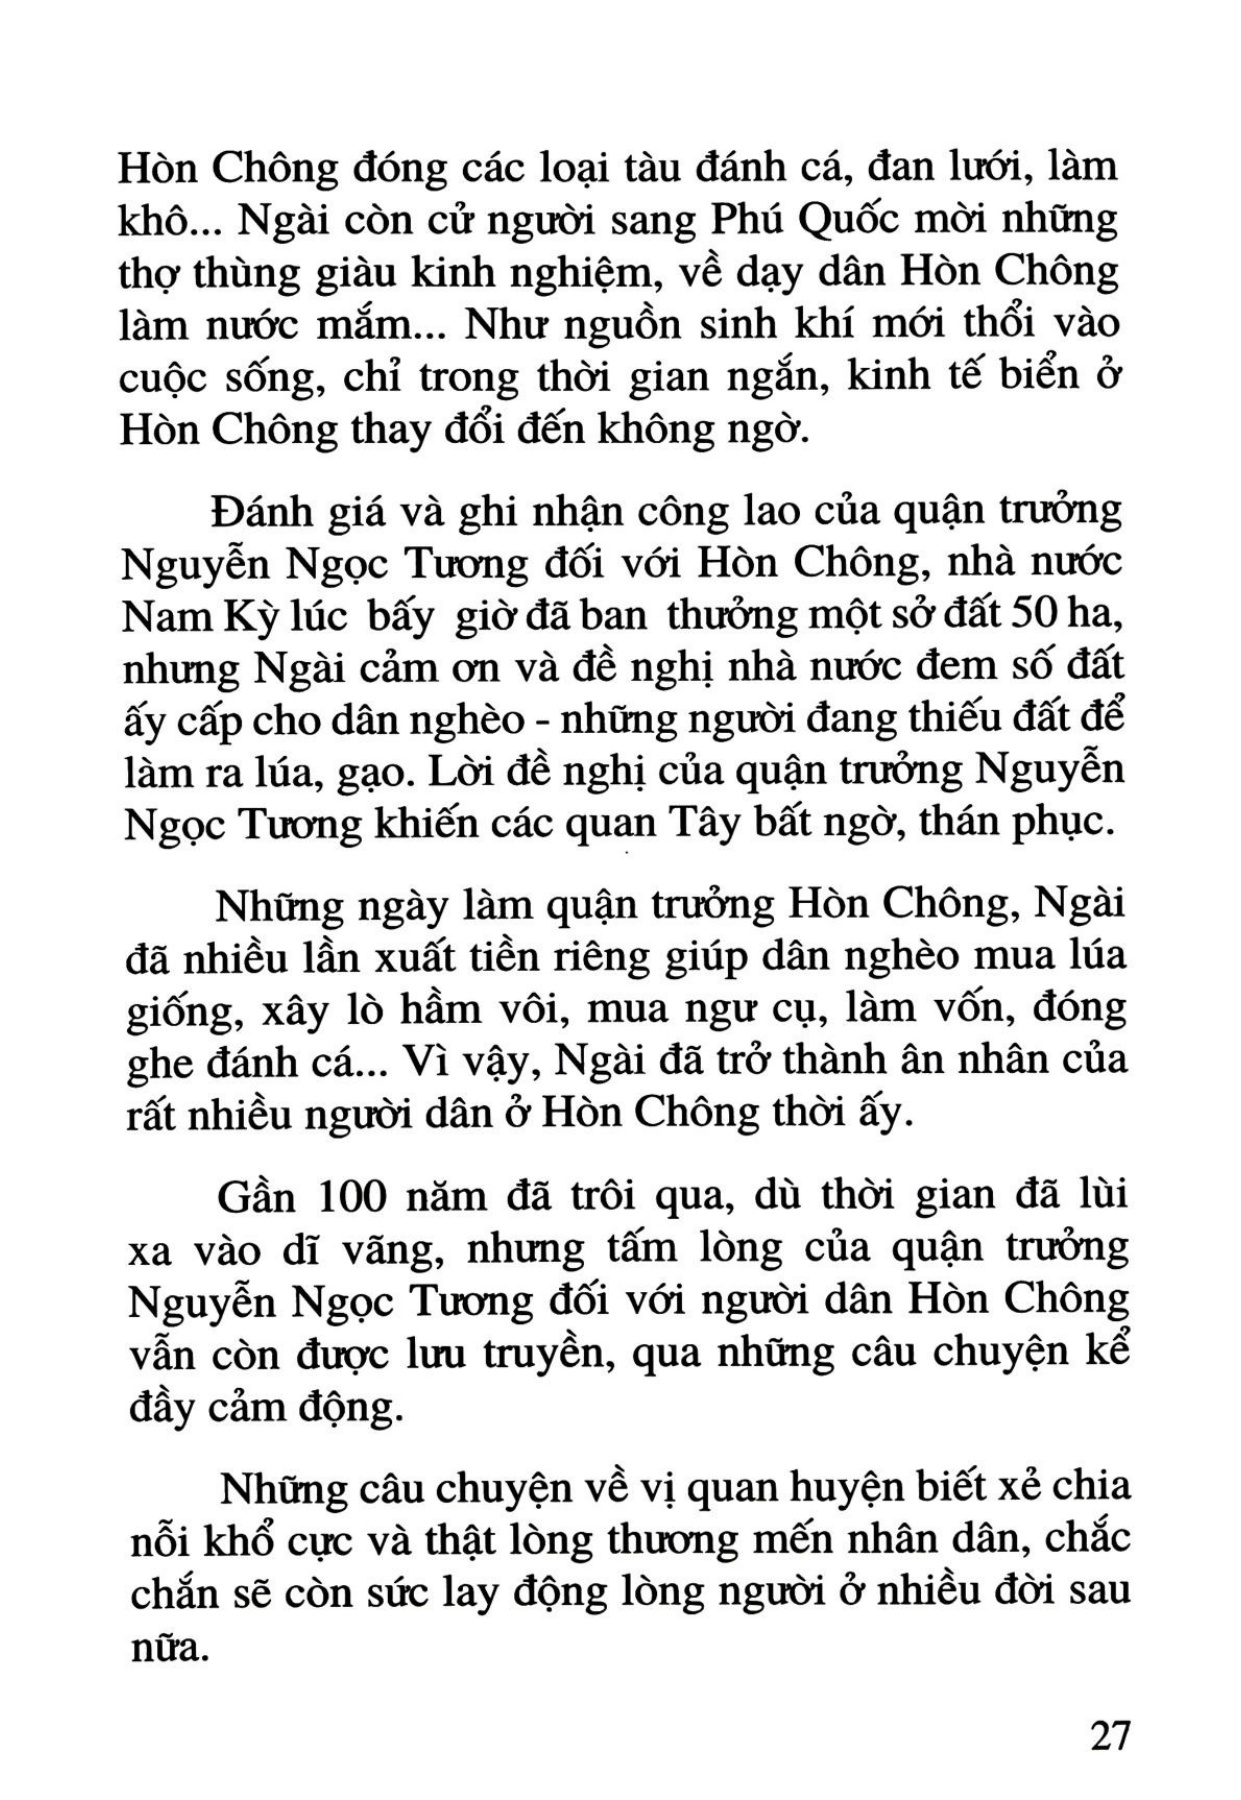 Hòn Chông đóng các loại tàu đánh cá, đan lưới, làm
khô... Ngài còn cử người sang Phú Quốc mời những
thợ thùng giàu kinh nghiệm, về dạy dân Hòn Chông
làm nước mắm... Như nguồn sinh khí mới thổi vào
cuộc sống, chỉ trong thời gian ngắn, kinh tế biển ở
Hòn Chông thay đổi đến không ngờ.
Đánh giá và ghi nhận công lao của quận trưởng
Nguyễn Ngọc Tương đối với Hòn Chông, nhà nước
Nam Kỳ lúc bấy giờ đã ban thưởng một sở đất 50 ha,
nhưng Ngài cảm ơn và đề nghị nhà nước đem số đất
ấy cấp cho dân nghèo - những người đang thiếu đất để
làm ra lúa, gạo. Lời đề nghị của quận trưởng Nguyễn
Ngọc Tương khiến các quan Tây bất ngờ, thán phục.
Những ngày làm quận trưởng Hòn Chông, Ngài
đã nhiều lần xuất tiền riêng giúp dân nghèo mua lúa
giống, xây lò hầm vôi, mua ngư cụ, làm vốn, đóng
ghe đánh cá... Vì vậy, Ngài đã trở thành ân nhân của
rất nhiều người dân ở Hòn Chông thời ấy.
Gần 100 năm đã trôi qua, dù thời gian đã lùi
xa vào dĩ vãng, nhưng tấm lòng của quận trưởng
Nguyễn Ngọc Tương đối với người dân Hòn Chông
vẫn còn được lưu truyền, qua những câu chuyện kể
đầy cảm động.
Những câu chuyện về vị quan huyện biết xẻ chia
nỗi khổ cực và thật lòng thương mến nhân dân, chắc
chắn sẽ còn sức lay động lòng người ở nhiều đời sau
nữa.
27